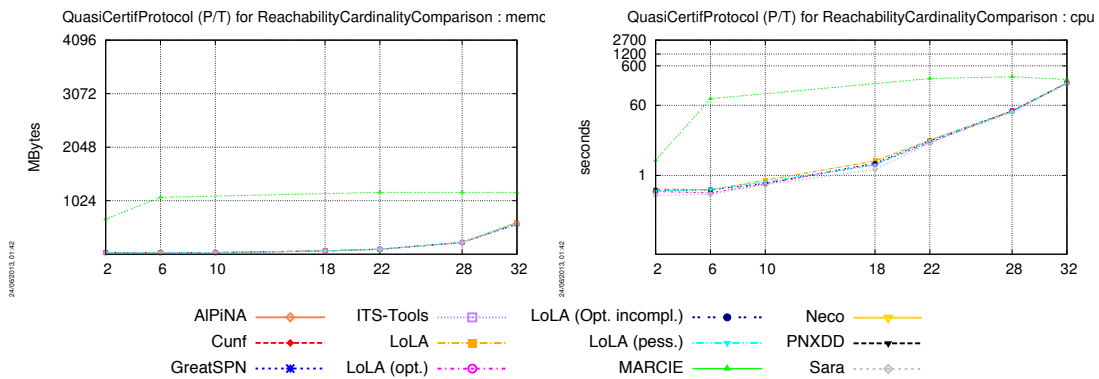 QuasiCertifProtocol (P/T) for ReachabilityCardinalityComparison : memo
4096
3072
2048
1024
MBytes
2 6 10 18 22 28 32
24/06/2013, 01:42
QuasiCertifProtocol (P/T) for ReachabilityCardinalityComparison : cpu
2700
1200
600
60
1
seconds
2 6 10 18 22 28 32
24/06/2013, 01:42
AlPiNA ITS-Tools LoLA (Opt. incompl.) Neco
Cunf LoLA LoLA (pess.) PNXDD
GreatSPN LoLA (opt.) MARCIE Sara